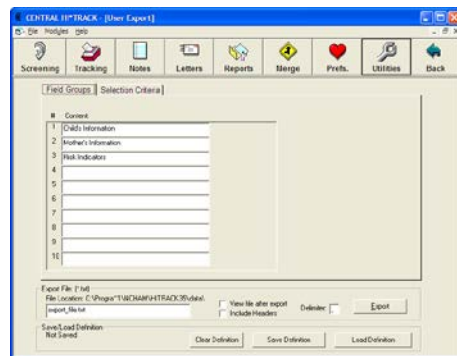 CENTRAL HI*TRACK - [User Export]
File Modules Help
Screening Tracking Notes Letters Reports Merge Prefs. Utilities Back
Field Groups Selection Criteria
# Content
1 Child's Information
2 Mother's Information
3 Risk Indicators
4
5
6
7
8
9
10
Export File (*.txt)
File Location:
export_file.txt
View file after export
Include Headers
Delimiter:
Export
Save/Load Definition
Not Saved
Clear Definition Save Definition Load Definition